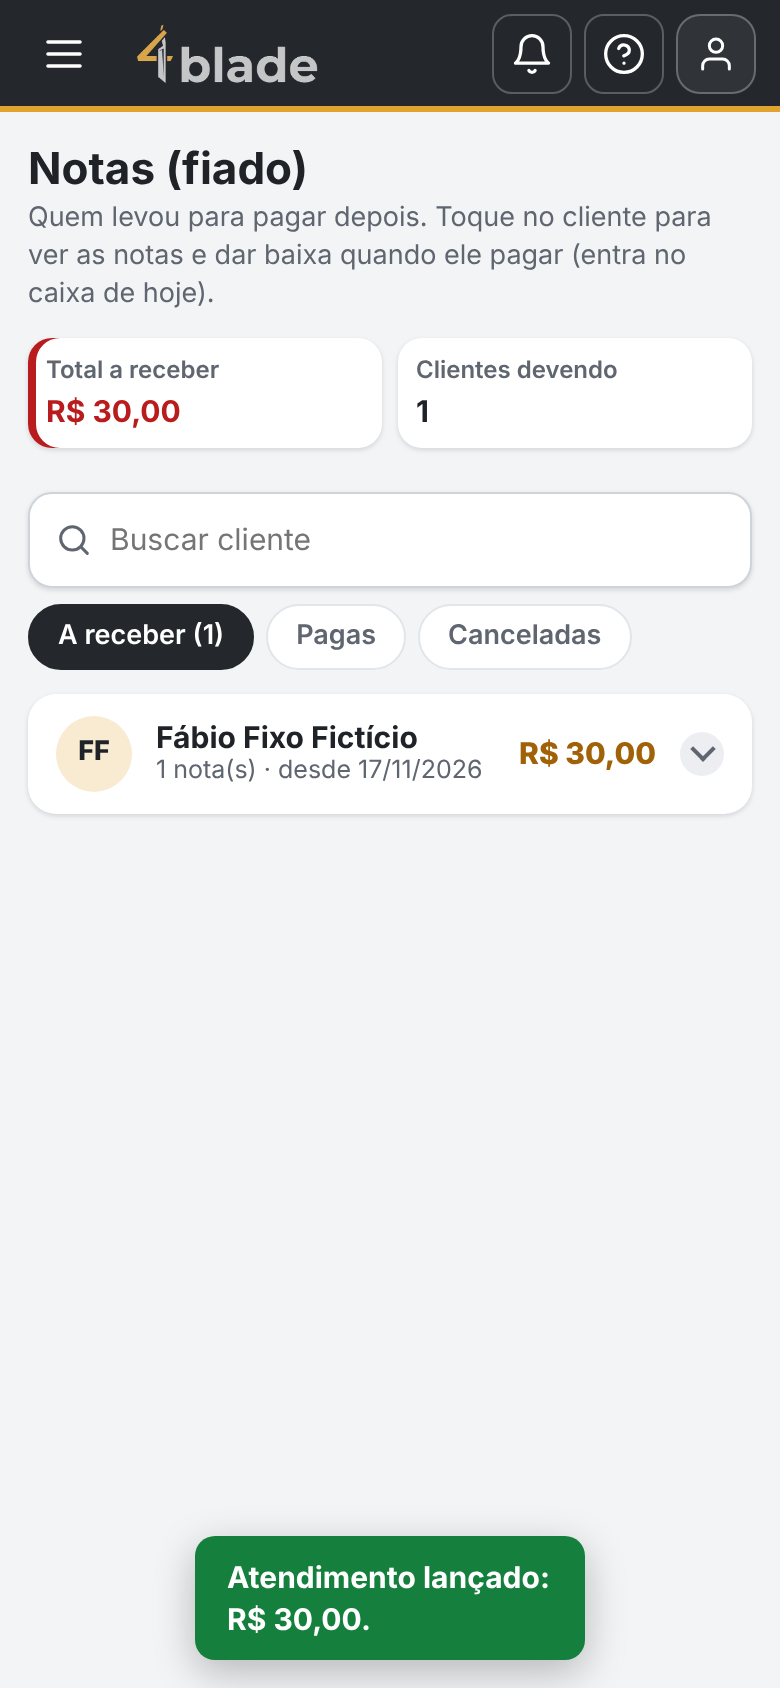 4blade
Notas (fiado)
Quem levou para pagar depois. Toque no cliente para
ver as notas e dar baixa quando ele pagar (entra no
caixa de hoje).
Total a receber
R$ 30,00
Clientes devendo
1
Buscar cliente
A receber (1)
Pagas
Canceladas
FF
Fábio Fixo Fictício
1 nota(s) · desde 17/11/2026
R$ 30,00
Atendimento lançado:
R$ 30,00.